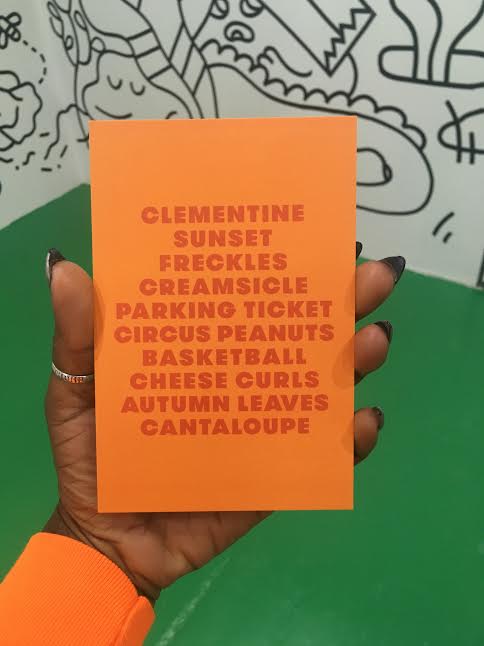 CLEMENTINE
SUNSET
FRECKLES
CREAMSICLE
PARKING TICKET
CIRCUS PEANUTS
BASKETBALL
CHEESE CURLS
AUTUMN LEAVES
CANTALOUPE